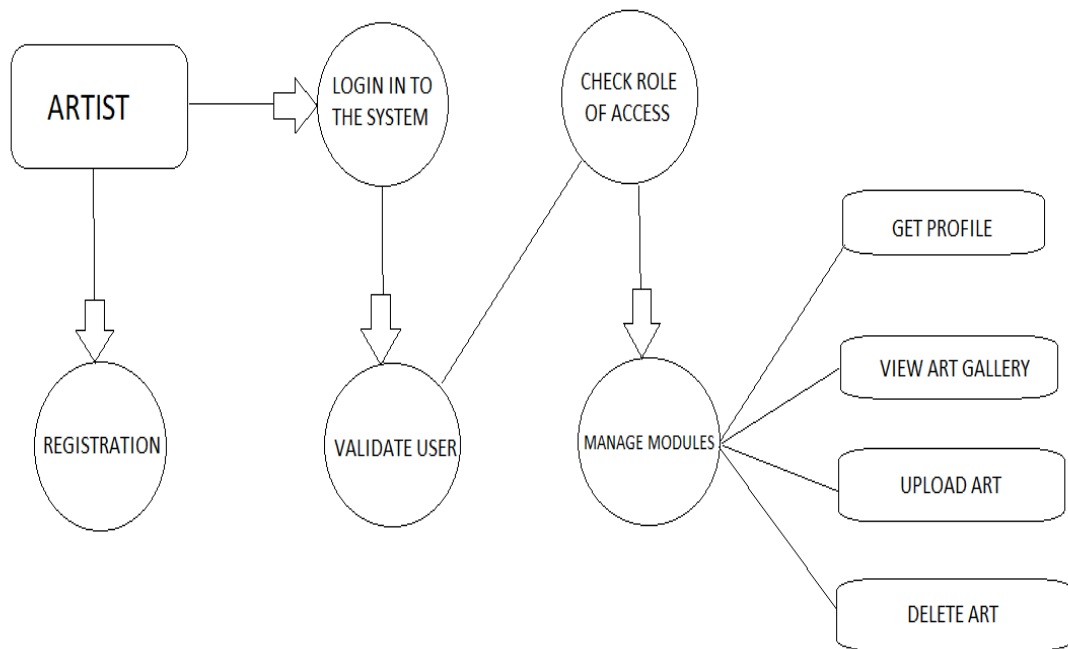 ARTIST
LOGIN IN TO
THE SYSTEM
CHECK ROLE
OF ACCESS
REGISTRATION
VALIDATE USER
MANAGE MODULES
GET PROFILE
VIEW ART GALLERY
UPLOAD ART
DELETE ART